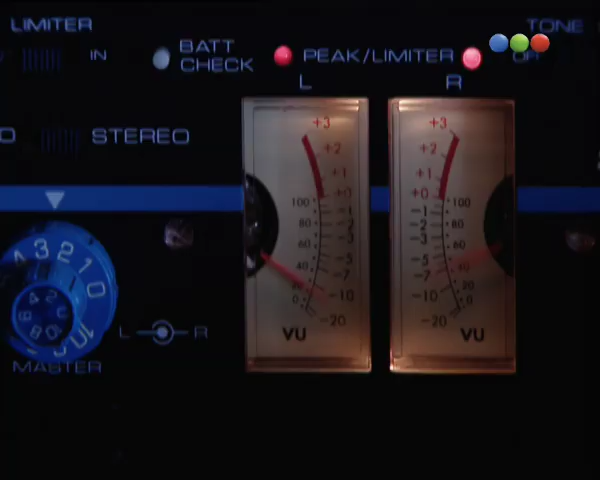 LIMITER
TONE
IN
BATT
CHECK
PEAK/LIMITER
L
R
STEREO
+3
+2
+1
+0
-1
-2
-3
-5
-7
-10
-20
100
80
60
40
20
0
VU
+3
+2
+1
+0
-1
-2
-3
-5
-7
-10
-20
100
80
60
40
20
0
VU
4 3 2 1 0 10
L
R
MASTER